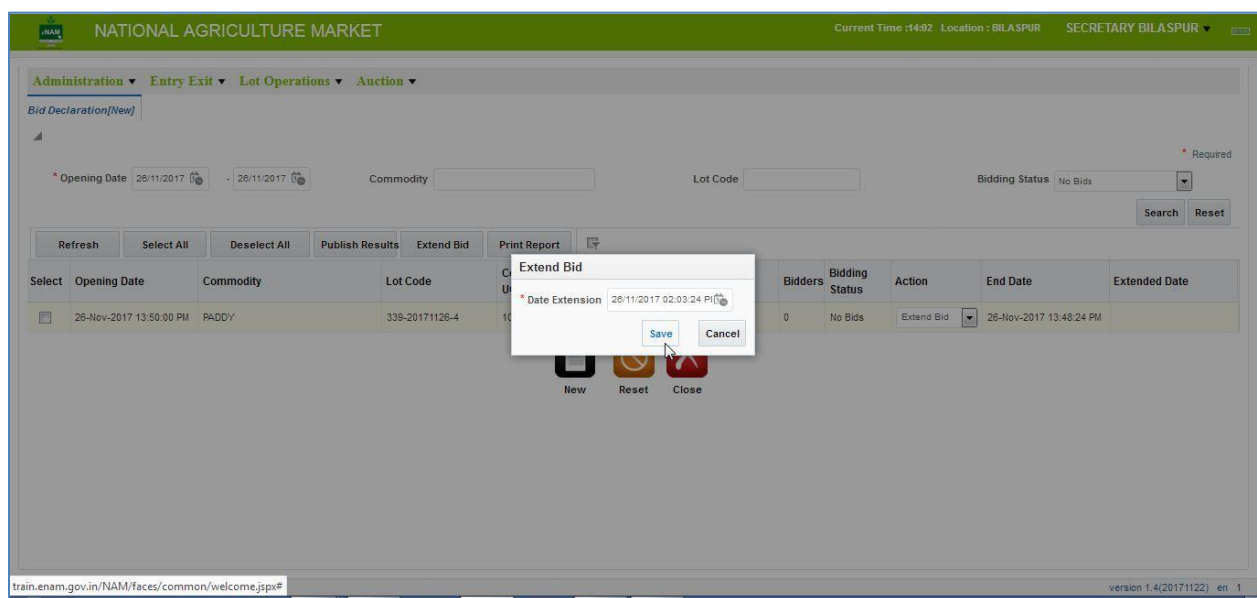 eNAM NATIONAL AGRICULTURE MARKET Current Time :14:02 Location : BILASPUR SECRETARY BILASPUR
Administration Entry Exit Lot Operations Auction
Bid Declaration[New]
* Required
* Opening Date 26/11/2017 - 26/11/2017 Commodity Lot Code Bidding Status No Bids
Search Reset
Refresh Select All Deselect All Publish Results Extend Bid Print Report
Select Opening Date Commodity Lot Code Bidders Bidding Status Action End Date Extended Date
26-Nov-2017 13:50:00 PM PADDY 339-20171126-4 10 0 No Bids Extend Bid 26-Nov-2017 13:48:24 PM
Extend Bid
* Date Extension 26/11/2017 02:03:24 PI
Save Cancel
New Reset Close
train.enam.gov.in/NAM/faces/common/welcome.jspx#
version 1.4(20171122) en 1